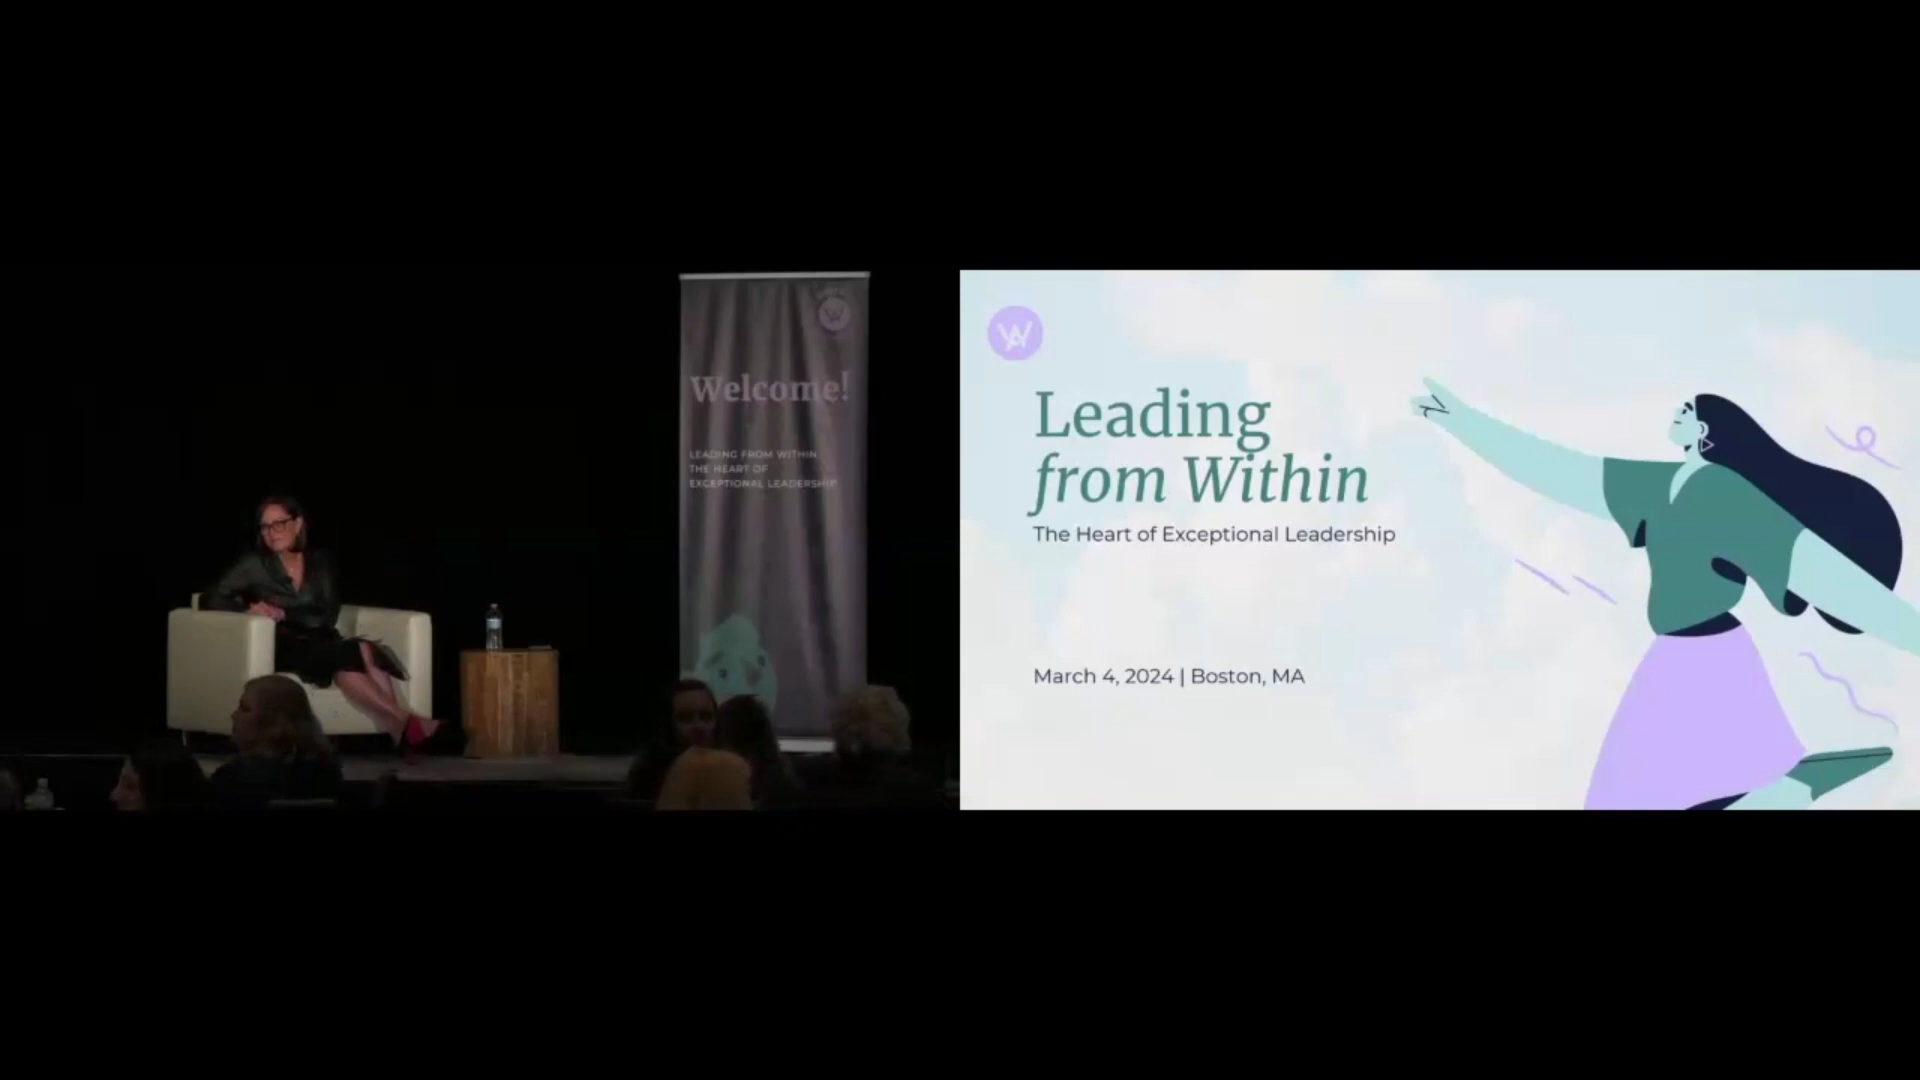 Welcome!
LEADING FROM WITHIN
THE HEART OF
EXCEPTIONAL LEADERSHIP
W
Leading
from Within
The Heart of Exceptional Leadership
March 4, 2024 | Boston, MA